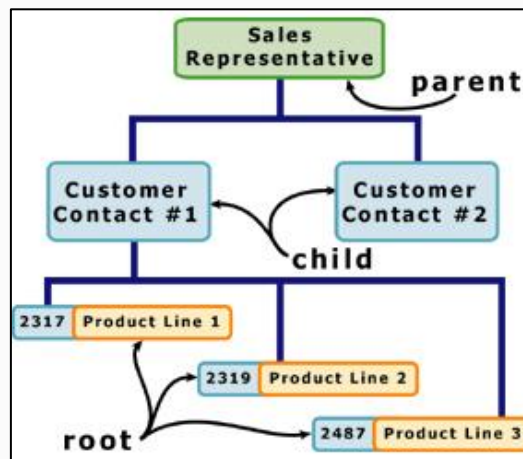 Sales
Representative
parent
Customer
Contact #1
Customer
Contact #2
child
2317 Product Line 1
2319 Product Line 2
root
2487 Product Line 3